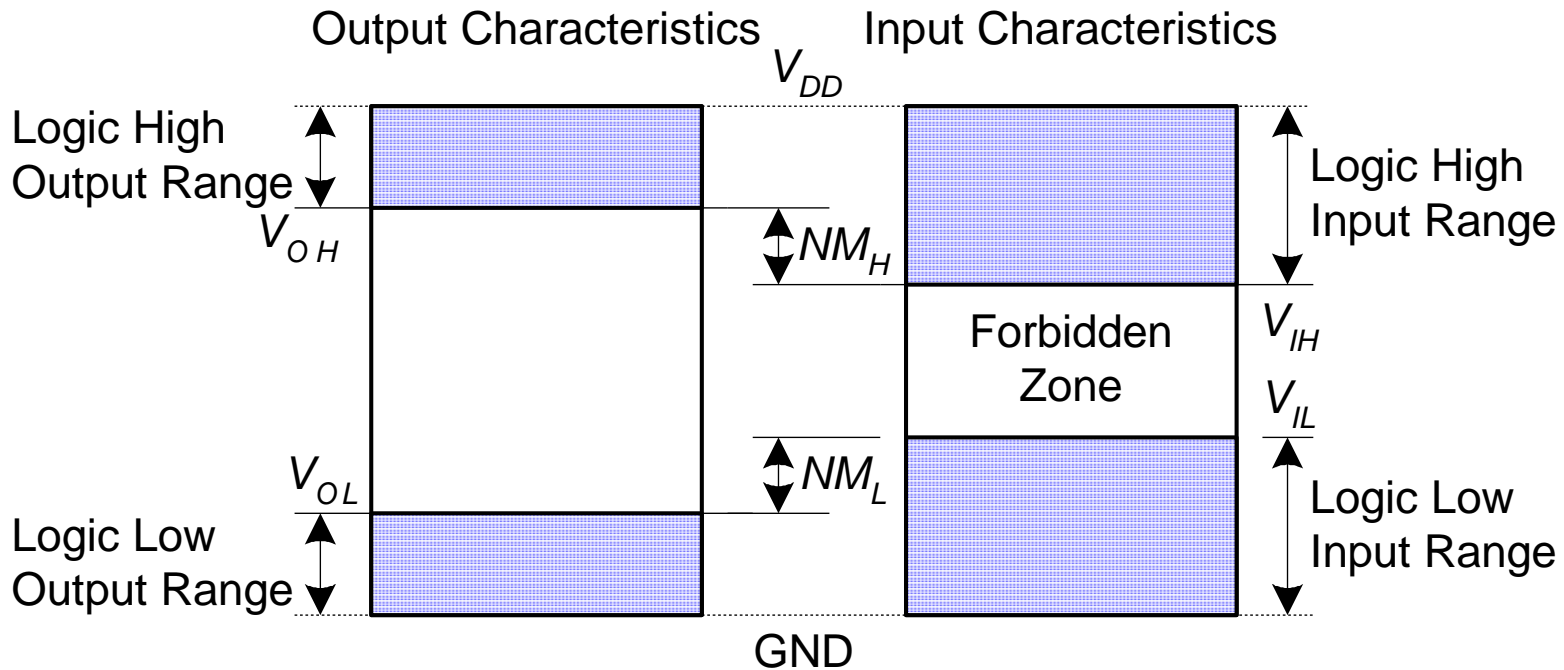 Output Characteristics
Input Characteristics
V_DD
Logic High
Output Range
V_OH
NM_H
Logic High
Input Range
V_IH
Forbidden
Zone
V_IL
V_OL
NM_L
Logic Low
Output Range
Logic Low
Input Range
GND